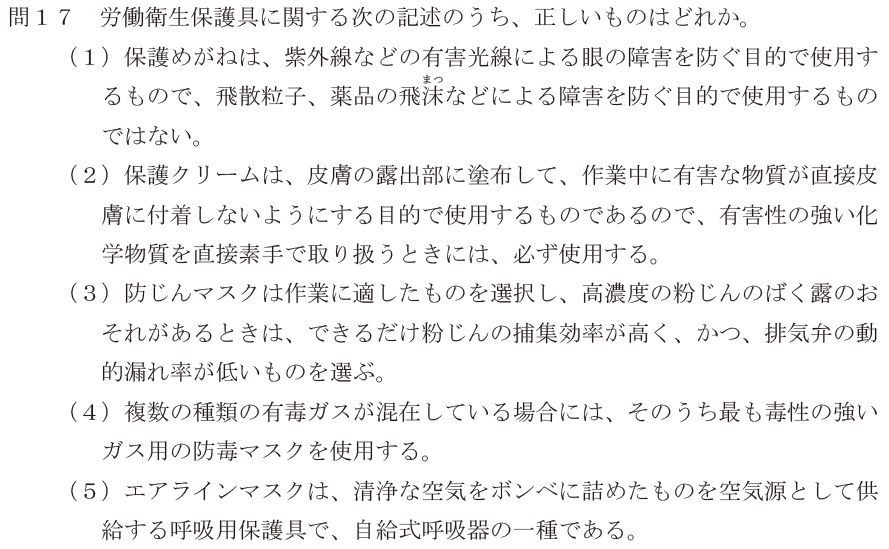 問１７　労働衛生保護具に関する次の記述のうち、正しいものはどれか。
（１）保護めがねは、紫外線などの有害光線による眼の障害を防ぐ目的で使用す
るもので、飛散粒子、薬品の飛沫まつなどによる障害を防ぐ目的で使用するもの
ではない。
（２）保護クリームは、皮膚の露出部に塗布して、作業中に有害な物質が直接皮
膚に付着しないようにする目的で使用するものであるので、有害性の強い化
学物質を直接素手で取り扱うときには、必ず使用する。
（３）防じんマスクは作業に適したものを選択し、高濃度の粉じんのばく露のお
それがあるときは、できるだけ粉じんの捕集効率が高く、かつ、排気弁の動
的漏れ率が低いものを選ぶ。
（４）複数の種類の有毒ガスが混在している場合には、そのうち最も毒性の強い
ガス用の防毒マスクを使用する。
（５）エアラインマスクは、清浄な空気をボンベに詰めたものを空気源として供
給する呼吸用保護具で、自給式呼吸器の一種である。